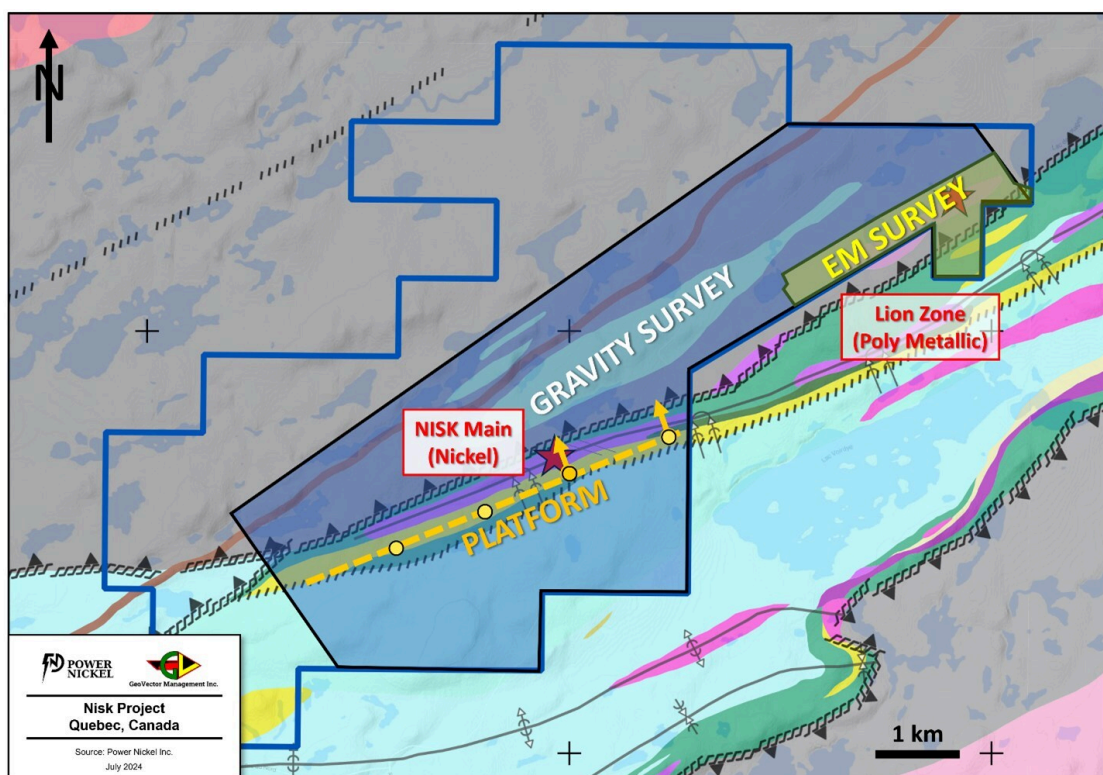 N
GRAVITY SURVEY
EM SURVEY
Lion Zone
(Poly Metallic)
NISK Main
(Nickel)
PLATFORM
POWER
NICKEL
GeoVector Management Inc.
Nisk Project
Quebec, Canada
Source: Power Nickel Inc.
July 2024
1 km